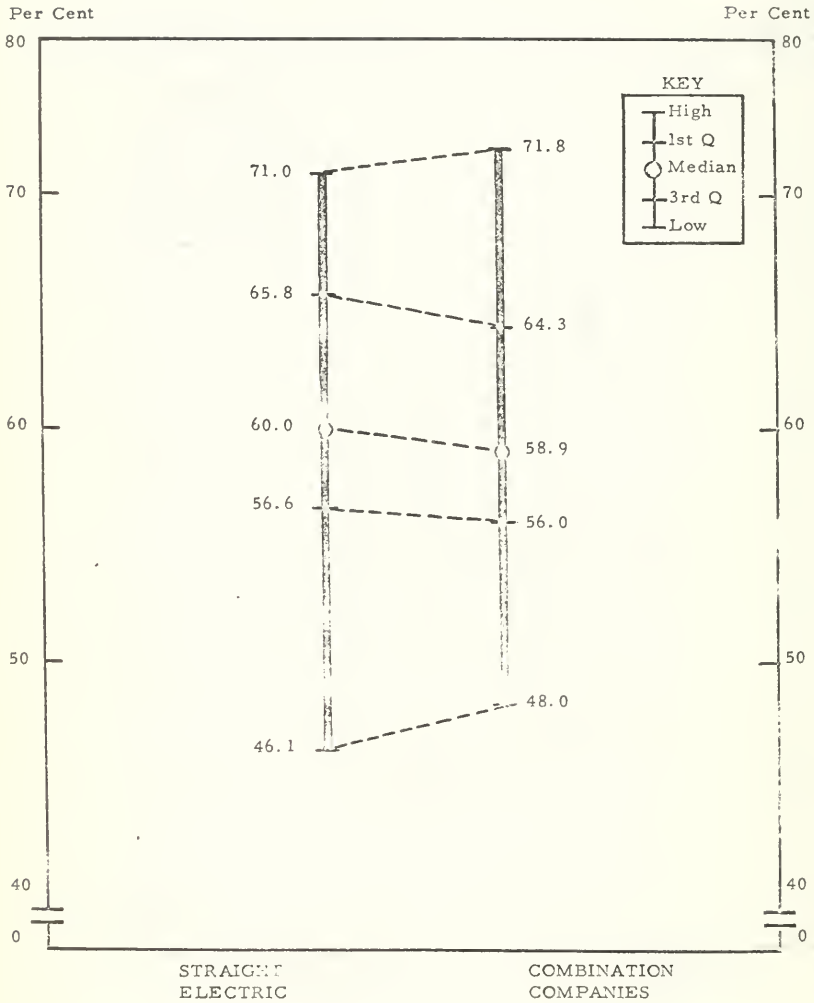 Per Cent Per Cent
80 80
KEY
High
1st Q
Median
3rd Q
Low
71.0 71.8
70 70
65.8 64.3
60 60
60.0 58.9
56.6 56.0
50 50
48.0
46.1
40 40
0 0
STRAIGHT COMBINATION
ELECTRIC COMPANIES